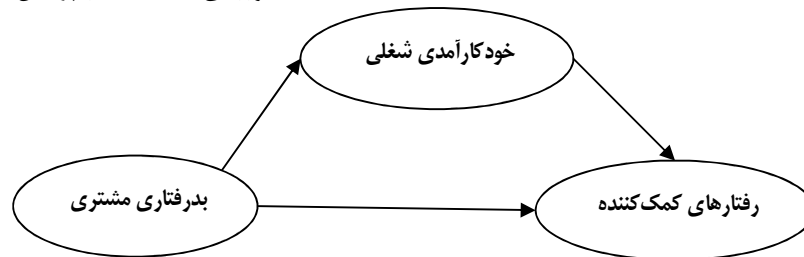 خودکارآمدی شغلی
بدرفتاری مشتری
رفتارهای کمک‌کننده